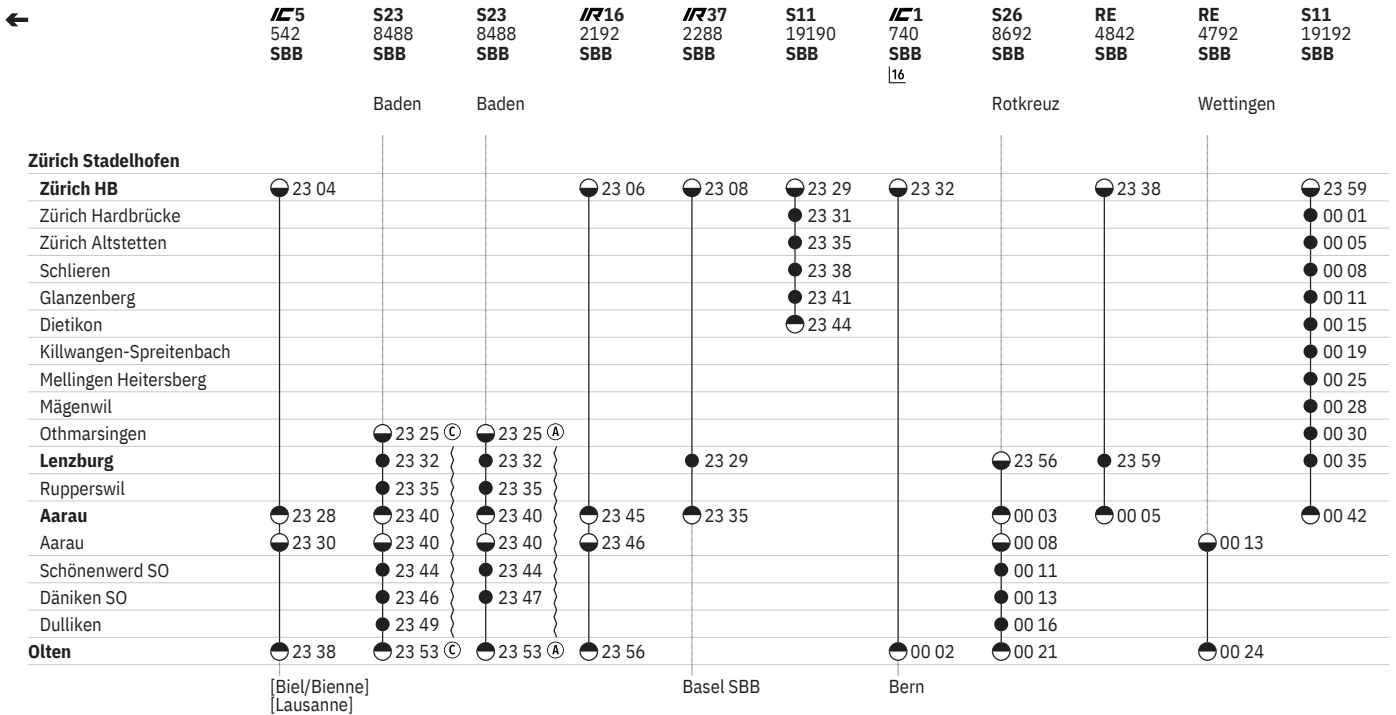 IC5 S23 S23 IR16 IR37 S11 IC1 S26 RE RE S11
542 8488 8488 2192 2288 19190 740 8692 4842 4792 19192
SBB SBB SBB SBB SBB SBB SBB SBB SBB SBB SBB
16
Baden Baden Rotkreuz Wettingen
Zürich Stadelhofen
Zürich HB 23 04 23 06 23 08 23 29 23 32 23 38 23 59
Zürich Hardbrücke 23 31 00 01
Zürich Altstetten 23 35 00 05
Schlieren 23 38 00 08
Glanzenberg 23 41 00 11
Dietikon 23 44 00 15
Killwangen-Spreitenbach 00 19
Mellingen Heitersberg 00 25
Mägenwil 00 28
Othmarsingen 23 25 Ⓒ 23 25 Ⓐ 00 30
Lenzburg 23 32 23 32 23 29 23 56 23 59 00 35
Rupperswil 23 35 23 35
Aarau 23 28 23 40 23 40 23 45 23 35 00 03 00 05 00 42
Aarau 23 30 23 40 23 40 23 46 00 08 00 13
Schönenwerd SO 23 44 23 44 00 11
Däniken SO 23 46 23 47 00 13
Dulliken 23 49 00 16
Olten 23 38 23 53 Ⓒ 23 53 Ⓐ 23 56 00 02 00 21 00 24
[Biel/Bienne] Basel SBB Bern
[Lausanne]